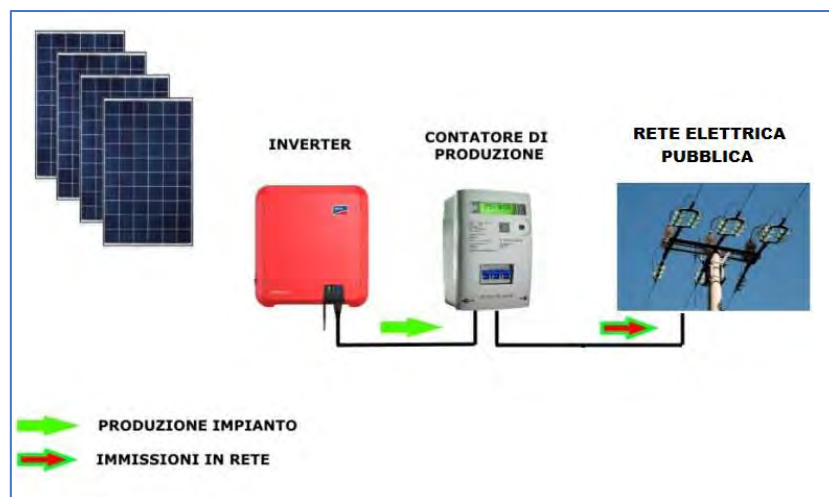 INVERTER
CONTATORE DI
PRODUZIONE
RETE ELETTRICA
PUBBLICA
PRODUZIONE IMPIANTO
IMMISSIONI IN RETE